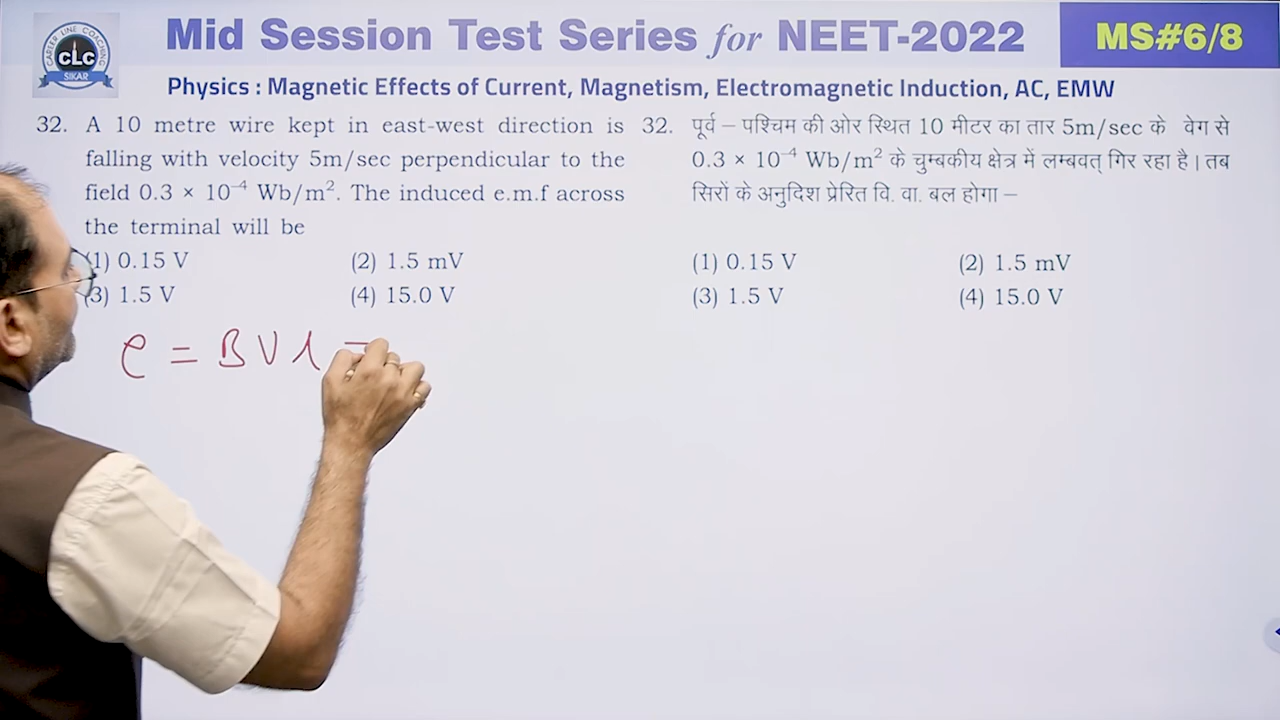 CAREER LINE COACHING
CLC
SIKAR
Mid Session Test Series for NEET-2022
MS#6/8
Physics : Magnetic Effects of Current, Magnetism, Electromagnetic Induction, AC, EMW
32. A 10 metre wire kept in east-west direction is
falling with velocity 5m/sec perpendicular to the
field 0.3 × 10⁻⁴ Wb/m². The induced e.m.f across
the terminal will be
(1) 0.15 V (2) 1.5 mV
(3) 1.5 V (4) 15.0 V
e = B V l =
32. पूर्व – पश्चिम की ओर स्थित 10 मीटर का तार 5m/sec के वेग से
0.3 × 10⁻⁴ Wb/m² के चुम्बकीय क्षेत्र में लम्बवत् गिर रहा है। तब
सिरों के अनुदिश प्रेरित वि. वा. बल होगा –
(1) 0.15 V (2) 1.5 mV
(3) 1.5 V (4) 15.0 V